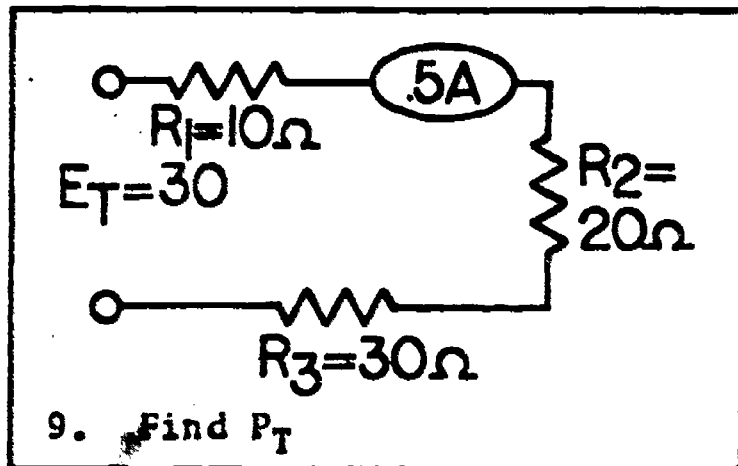 .5A
R1=10Ω
ET=30
R2=
20Ω
R3=30Ω
9. Find PT